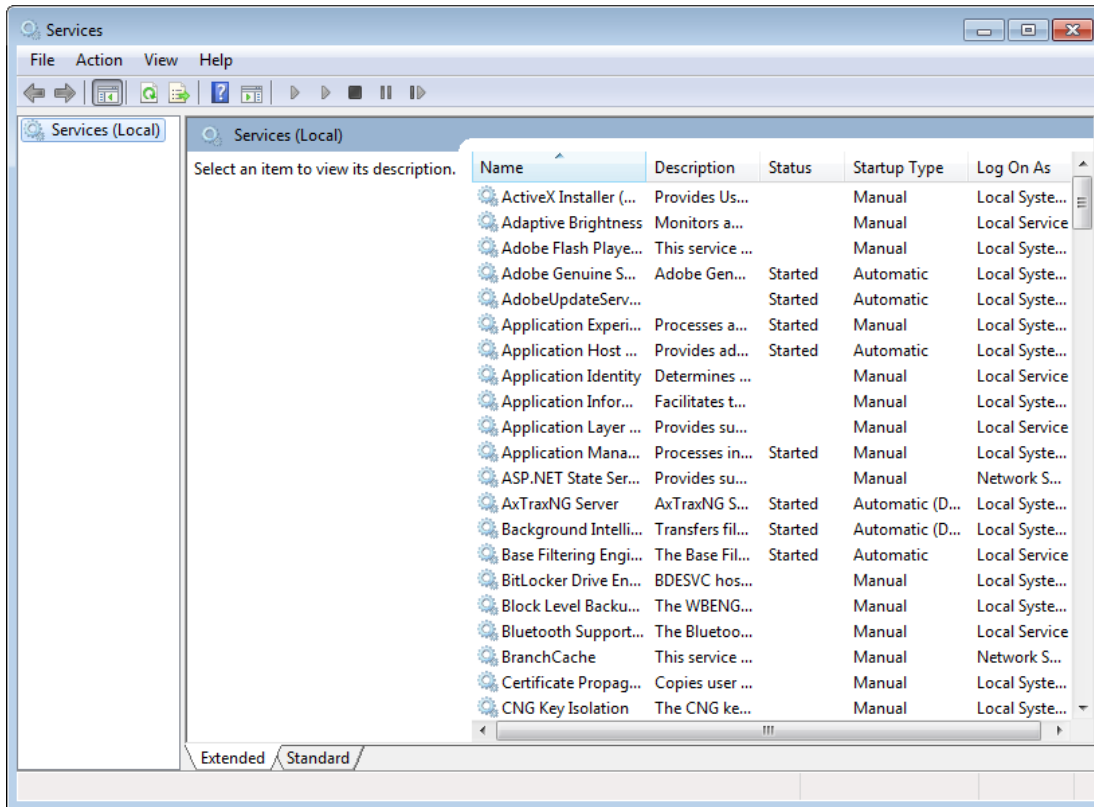 Services
File Action View Help
Services (Local)
Services (Local)
Select an item to view its description.
Name Description Status Startup Type Log On As
ActiveX Installer (... Provides Us... Manual Local Syste...
Adaptive Brightness Monitors a... Manual Local Service
Adobe Flash Playe... This service ... Manual Local Syste...
Adobe Genuine S... Adobe Gen... Started Automatic Local Syste...
AdobeUpdateServ... Started Automatic Local Syste...
Application Experi... Processes a... Started Manual Local Syste...
Application Host ... Provides ad... Started Automatic Local Syste...
Application Identity Determines ... Manual Local Service
Application Infor... Facilitates t... Manual Local Syste...
Application Layer ... Provides su... Manual Local Service
Application Mana... Processes in... Started Manual Local Syste...
ASP.NET State Ser... Provides su... Manual Network S...
AxTraxNG Server AxTraxNG S... Started Automatic (D... Local Syste...
Background Intelli... Transfers fil... Started Automatic (D... Local Syste...
Base Filtering Engi... The Base Fil... Started Automatic Local Service
BitLocker Drive En... BDESVC hos... Manual Local Syste...
Block Level Backu... The WBENG... Manual Local Syste...
Bluetooth Support... The Bluetoo... Manual Local Service
BranchCache This service ... Manual Network S...
Certificate Propag... Copies user ... Manual Local Syste...
CNG Key Isolation The CNG ke... Manual Local Syste...
Extended Standard